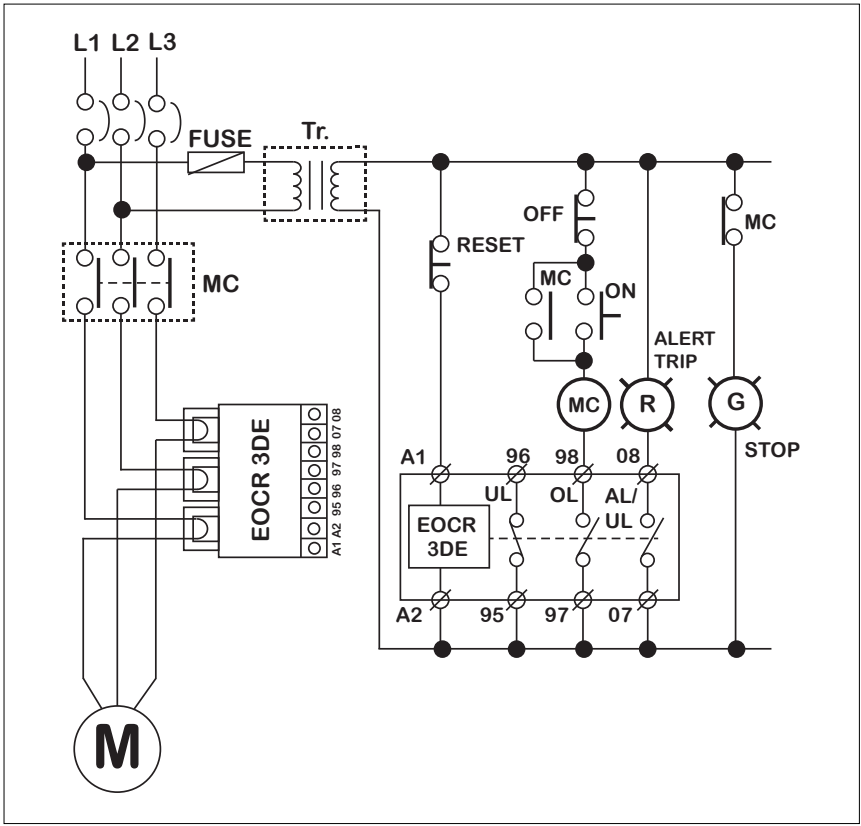 L1 L2 L3
FUSE
Tr.
OFF
RESET
MC
MC
MC
ON
ALERT
TRIP
MC
R
G
STOP
EOCR 3DE
A1 A2 95 96 97 98 07 08
A1
96
98
08
UL
OL
AL/
UL
EOCR
3DE
A2
95
97
07
M